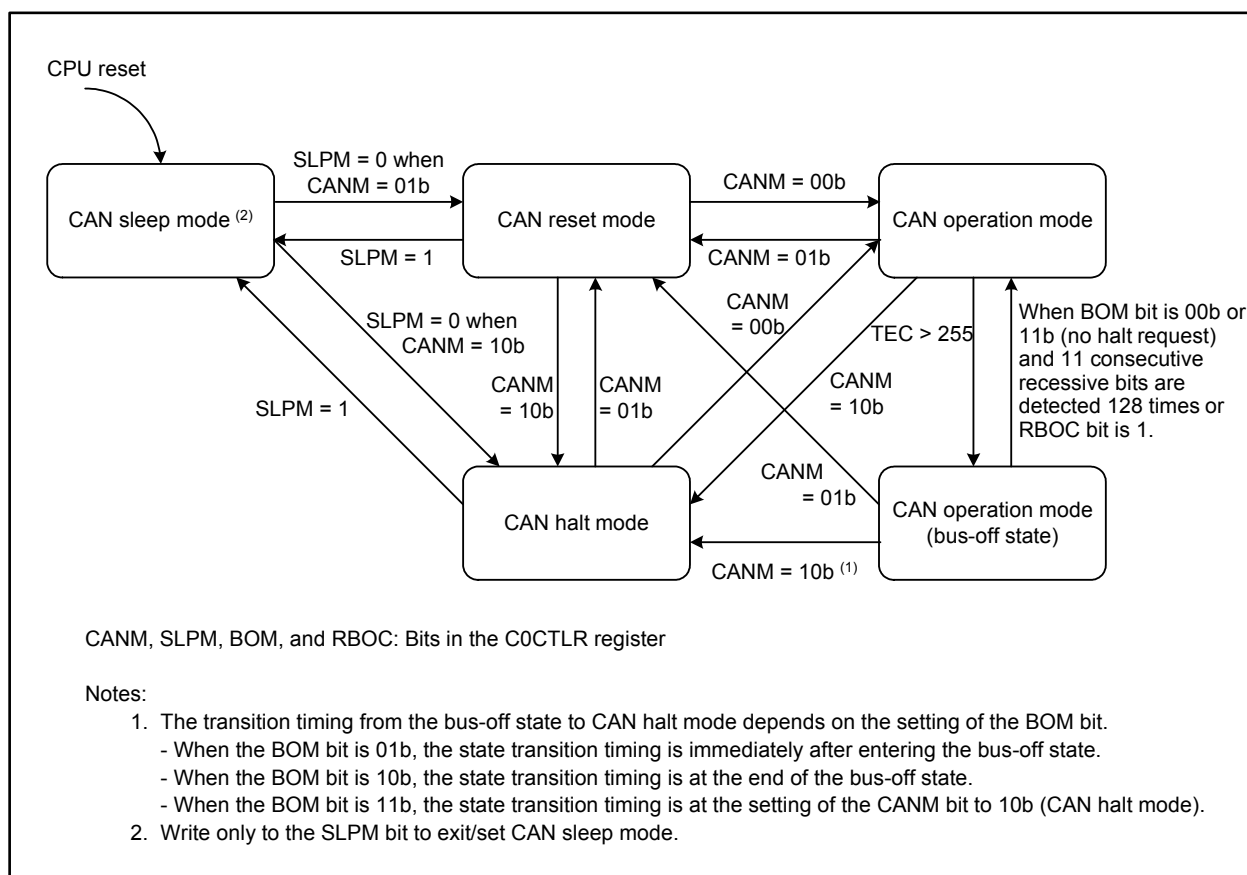 CPU reset
SLPM = 0 when
CANM = 01b
CANM = 00b
CAN sleep mode (2)
CAN reset mode
CAN operation mode
SLPM = 1
CANM = 01b
SLPM = 0 when
CANM = 10b
CANM
= 00b
TEC > 255
When BOM bit is 00b or
11b (no halt request)
and 11 consecutive
recessive bits are
detected 128 times or
RBOC bit is 1.
SLPM = 1
CANM
= 10b
CANM
= 01b
CANM
= 10b
CANM
= 01b
CAN halt mode
CAN operation mode
(bus-off state)
CANM = 10b (1)
CANM, SLPM, BOM, and RBOC: Bits in the C0CTLR register
Notes:
1. The transition timing from the bus-off state to CAN halt mode depends on the setting of the BOM bit.
- When the BOM bit is 01b, the state transition timing is immediately after entering the bus-off state.
- When the BOM bit is 10b, the state transition timing is at the end of the bus-off state.
- When the BOM bit is 11b, the state transition timing is at the setting of the CANM bit to 10b (CAN halt mode).
2. Write only to the SLPM bit to exit/set CAN sleep mode.